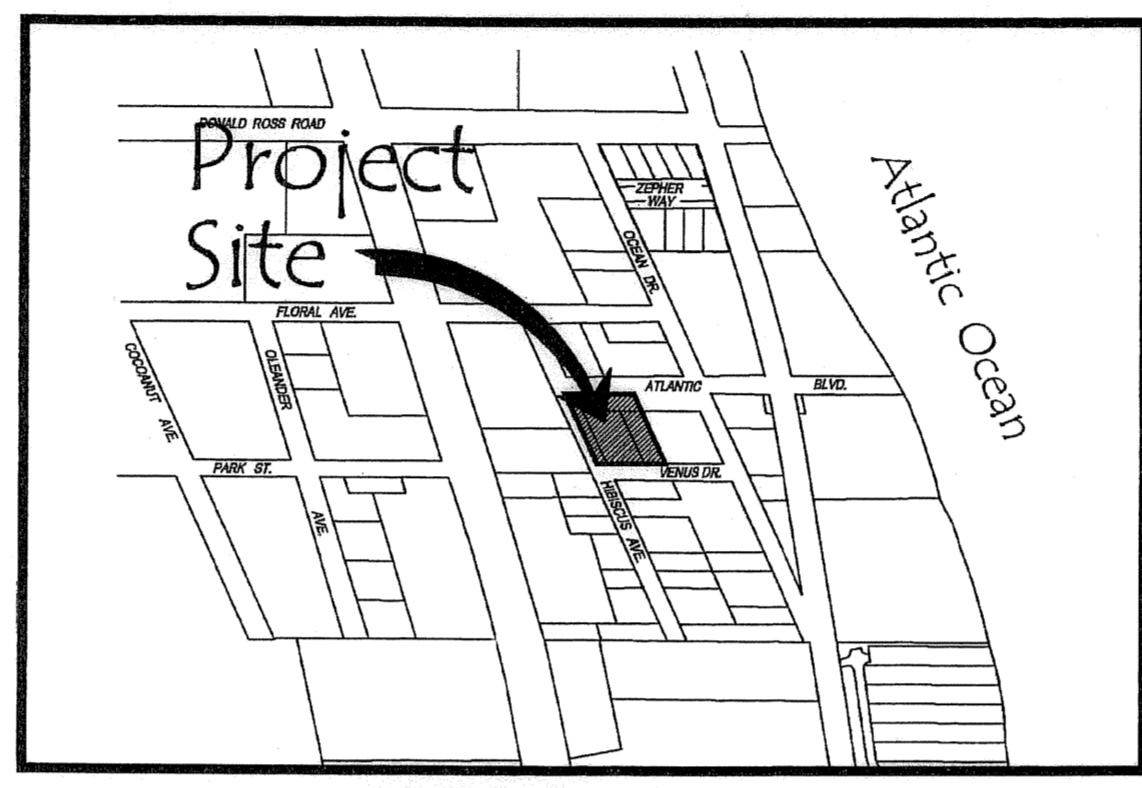 DONALD ROSS ROAD
Project
Site
ZEPHER
WAY
OCEAN DR.
Atlantic Ocean
FLORAL AVE.
COCOANUT AVE.
OLEANDER
ATLANTIC BLVD.
PARK ST.
VENUS DR.
HIBISCUS AVE.
AVE.